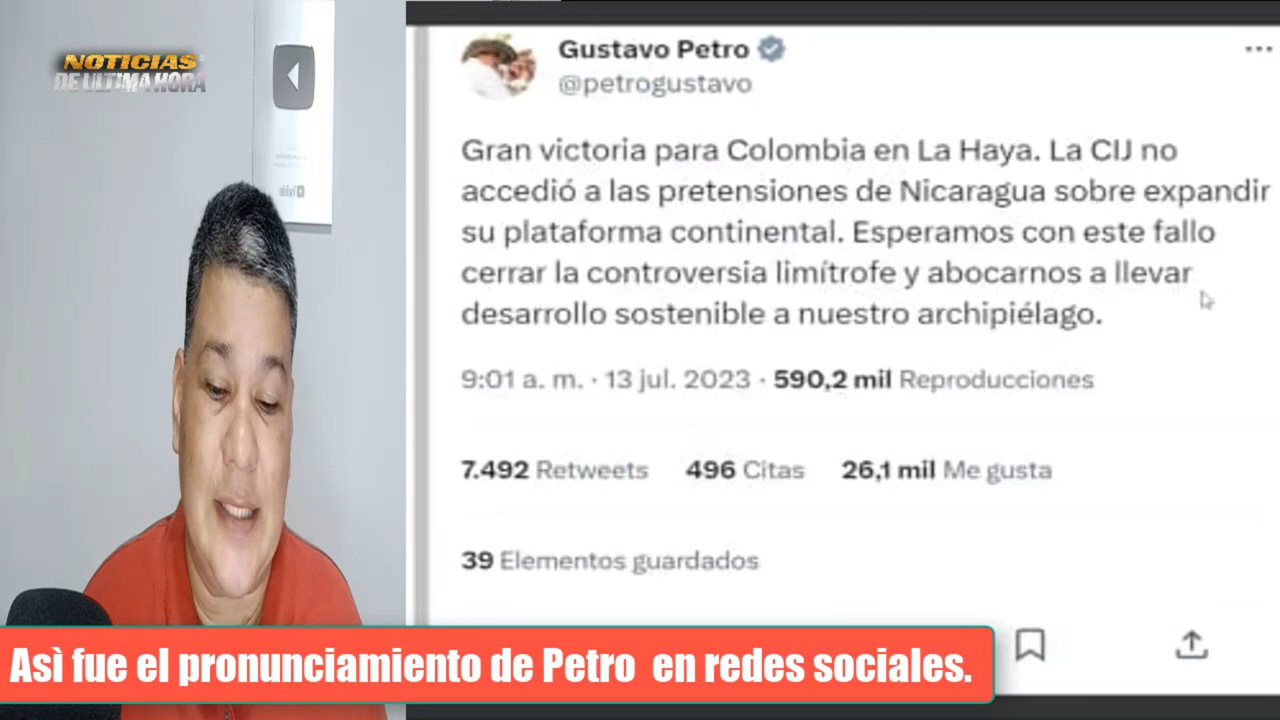 NOTICIAS
DE ULTIMA HORA
Gustavo Petro
@petrogustavo
Gran victoria para Colombia en La Haya. La CIJ no
accedió a las pretensiones de Nicaragua sobre expandir
su plataforma continental. Esperamos con este fallo
cerrar la controversia limítrofe y abocarnos a llevar
desarrollo sostenible a nuestro archipiélago.
9:01 a. m. · 13 jul. 2023 · 590,2 mil Reproducciones
7.492 Retweets 496 Citas 26,1 mil Me gusta
39 Elementos guardados
Asì fue el pronunciamiento de Petro en redes sociales.